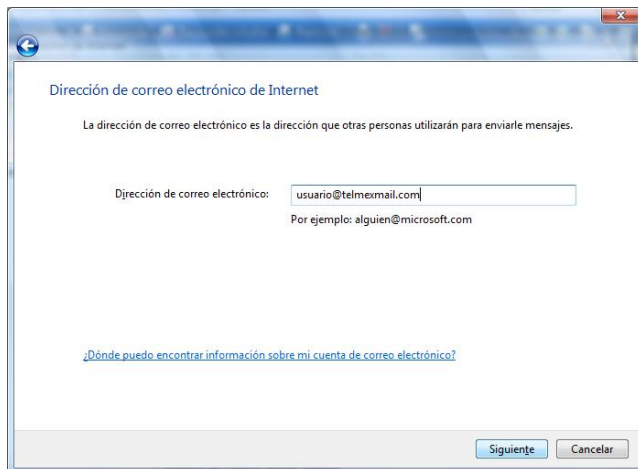 Dirección de correo electrónico de Internet
La dirección de correo electrónico es la dirección que otras personas utilizarán para enviarle mensajes.
Dirección de correo electrónico: usuario@telmexmail.com
Por ejemplo: alguien@microsoft.com
¿Dónde puedo encontrar información sobre mi cuenta de correo electrónico?
Siguiente Cancelar